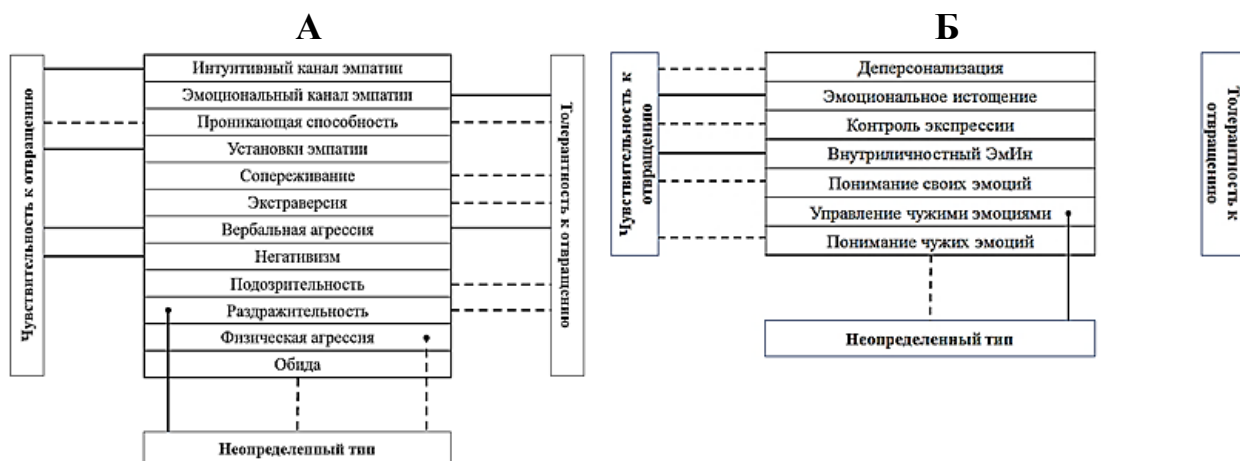 А
Чувствительность к отвращению
Интуитивный канал эмпатии
Эмоциональный канал эмпатии
Проникающая способность
Установки эмпатии
Сопереживание
Экстраверсия
Вербальная агрессия
Негативизм
Подозрительность
Раздражительность
Физическая агрессия
Обида
Толерантность к отвращению
Неопределенный тип
Б
Чувствительность к
отвращению
Деперсонализация
Эмоциональное истощение
Контроль экспрессии
Внутриличностный ЭмИн
Понимание своих эмоций
Управление чужими эмоциями
Понимание чужих эмоций
Толерантность к
отвращению
Неопределенный тип